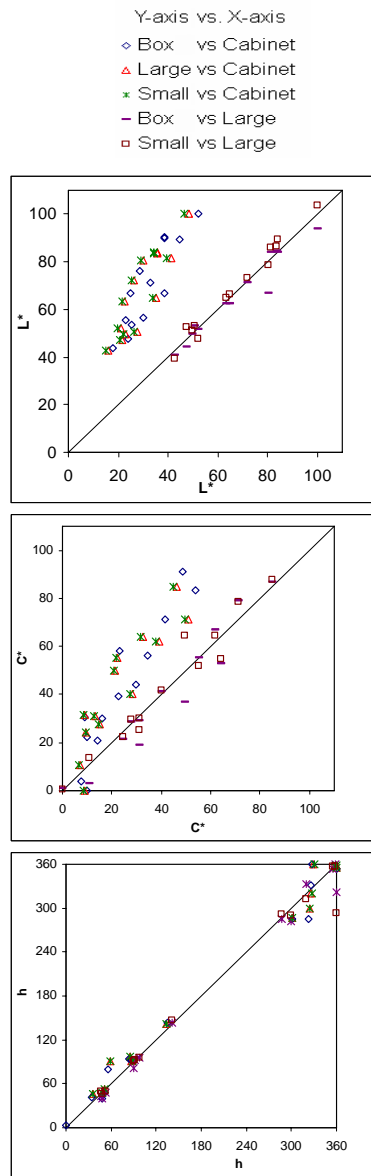 Y-axis vs. X-axis
Box vs Cabinet
Large vs Cabinet
Small vs Cabinet
Box vs Large
Small vs Large
100
80
60
40
20
0
L*
0 20 40 60 80 100
L*
100
80
60
40
20
0
C*
0 20 40 60 80 100
C*
360
300
240
180
120
60
0
h
0 60 120 180 240 300 360
h